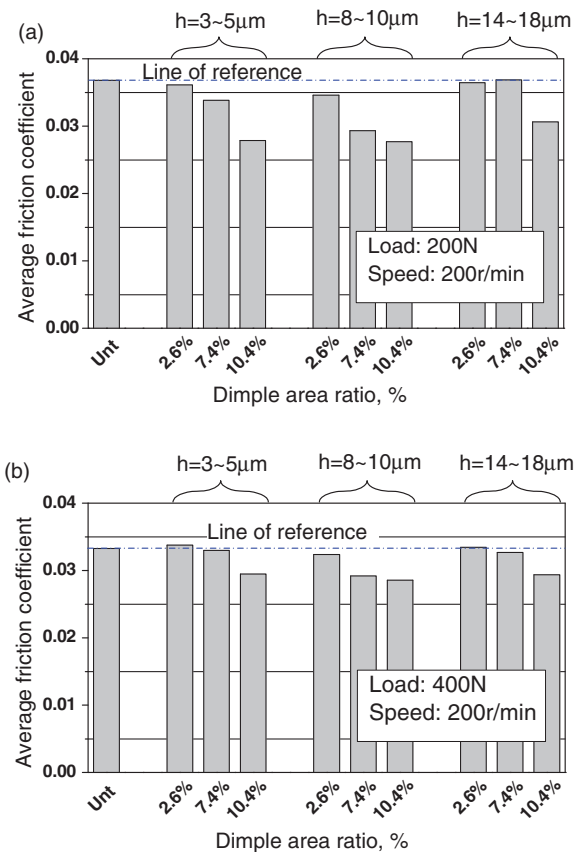 (a)
h=3~5μm h=8~10μm h=14~18μm
Average friction coefficient
0.04
0.03
0.02
0.01
0.00
Line of reference
Load: 200N
Speed: 200r/min
Unt 2.6% 7.4% 10.4% 2.6% 7.4% 10.4% 2.6% 7.4% 10.4%
Dimple area ratio, %
(b)
h=3~5μm h=8~10μm h=14~18μm
Average friction coefficient
0.04
0.03
0.02
0.01
0.00
Line of reference
Load: 400N
Speed: 200r/min
Unt 2.6% 7.4% 10.4% 2.6% 7.4% 10.4% 2.6% 7.4% 10.4%
Dimple area ratio, %